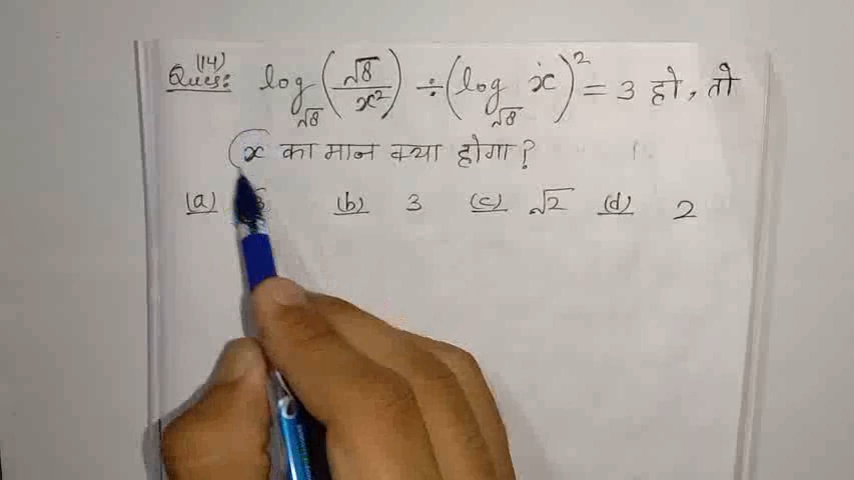 (14)
Ques: log_√8 (√8/x²) ÷ (log_√8 x)² = 3 हो, तो
x का मान क्या होगा?
(a) (b) 3 (c) √2 (d) 2